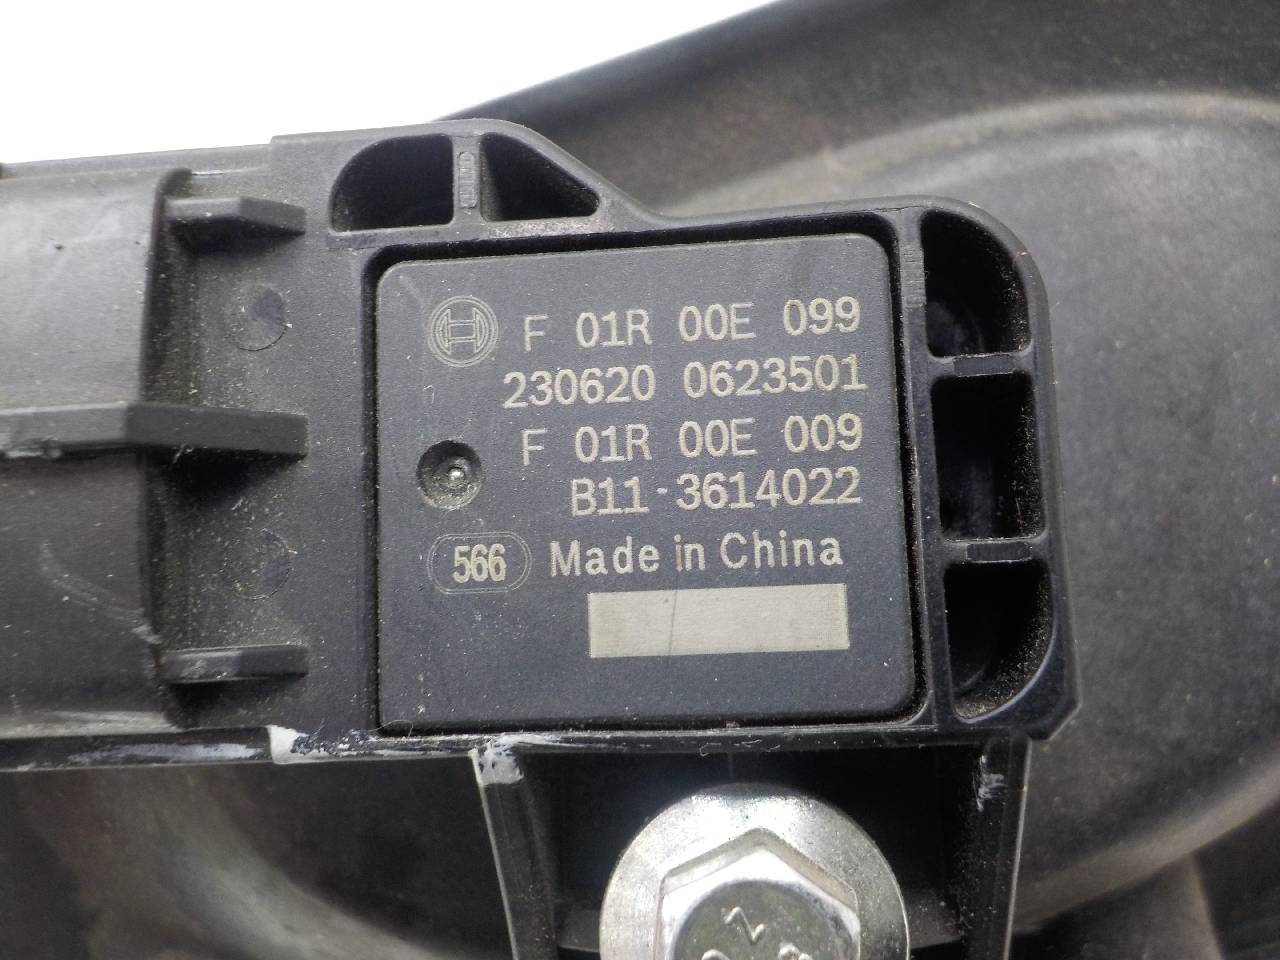 F 01R 00E 099
230620 0623501
F 01R 00E 009
B11-3614022
566 Made in China